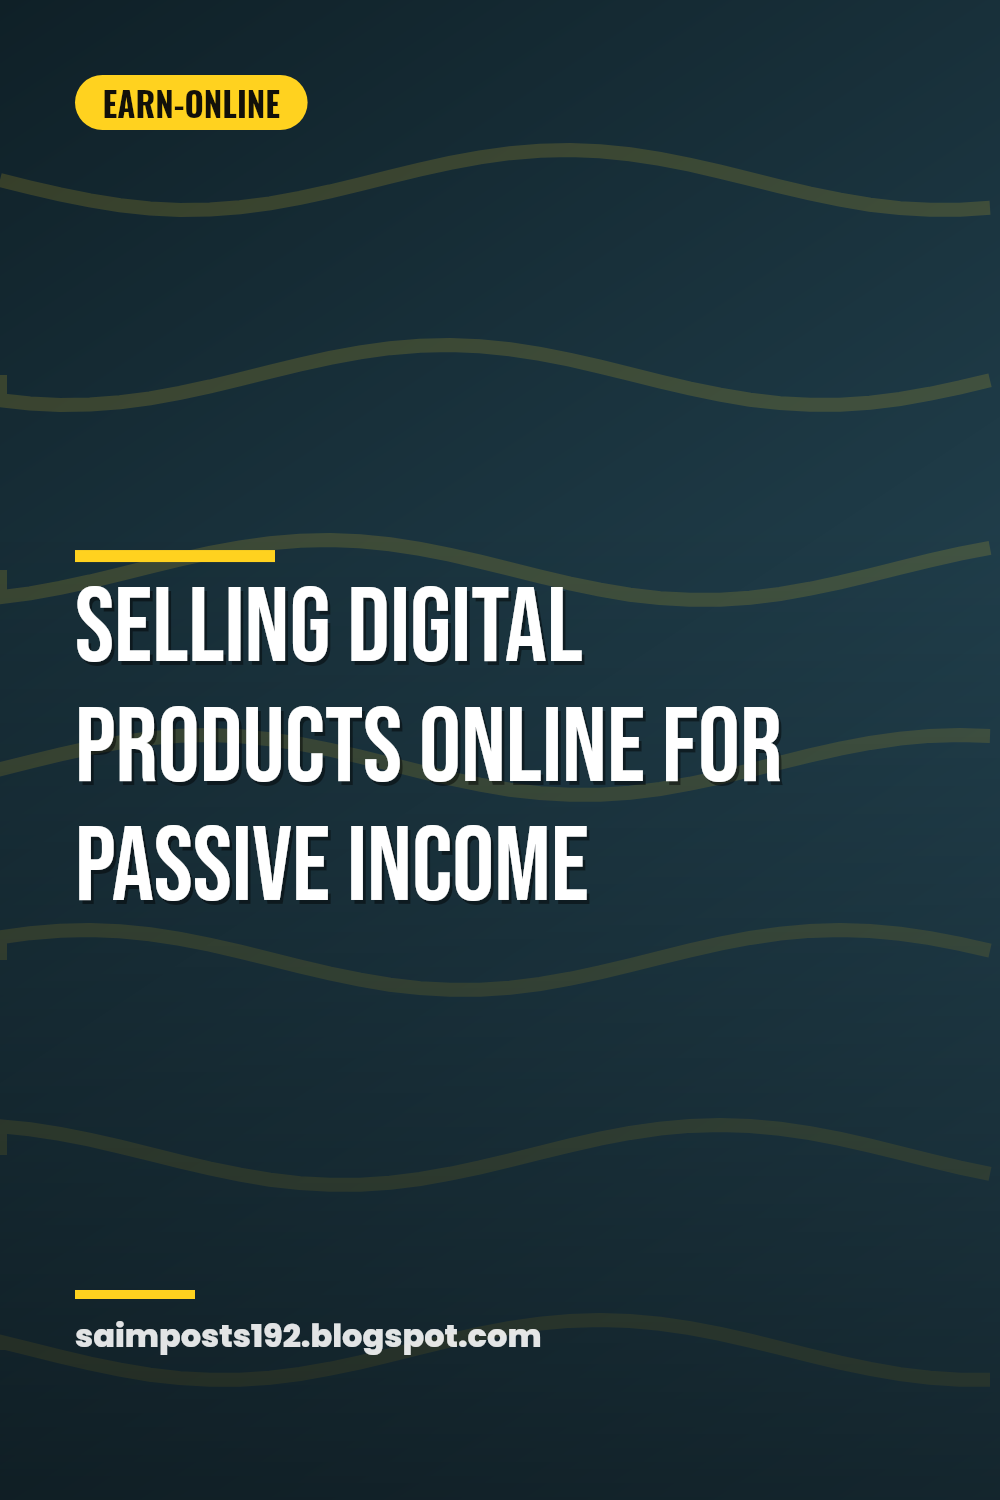 EARN-ONLINE
SELLING DIGITAL
PRODUCTS ONLINE FOR
PASSIVE INCOME
saimposts192.blogspot.com